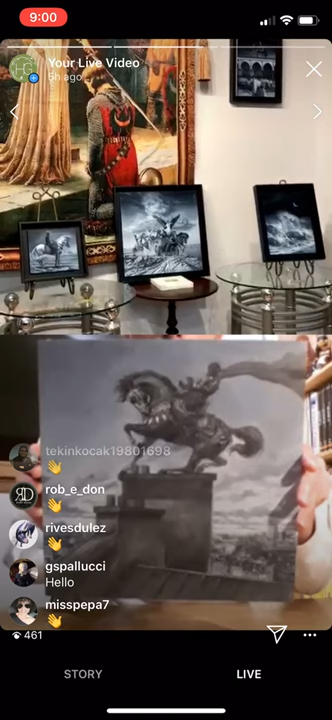 9:00
Your Live Video
5h ago
tekinkocak19801698
👋
rob_e_don
👋
rivesdulez
👋
gspallucci
Hello
misspepa7
👋
461
STORY
LIVE